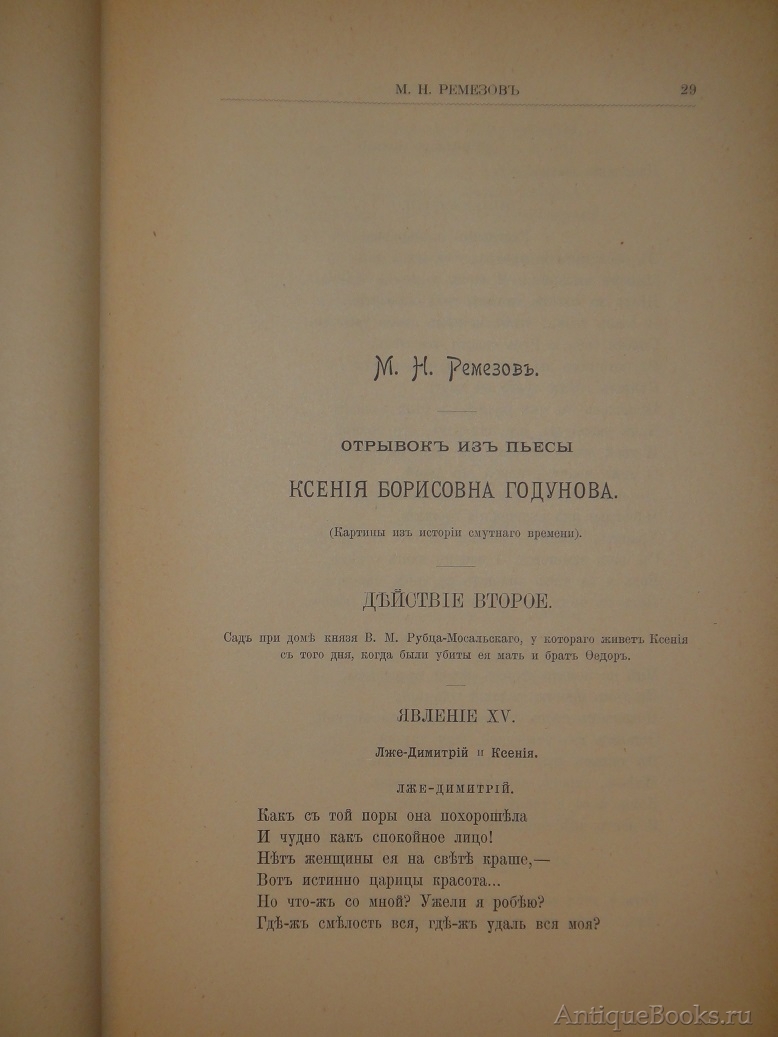 М. Н. РЕМЕЗОВЪ 29
М. Н. Ремезовъ.
ОТРЫВОКЪ ИЗЪ ПЬЕСЫ
КСЕНІЯ БОРИСОВНА ГОДУНОВА.
(Картины изъ исторіи смутнаго времени).
ДѢЙСТВІЕ ВТОРОЕ.
Садъ при домѣ князя В. М. Рубца-Мосальскаго, у котораго живетъ Ксенія
съ того дня, когда были убиты ея мать и братъ Ѳедоръ.
ЯВЛЕНІЕ XV.
Лже-Димитрій и Ксенія.
ЛЖЕ-ДИМИТРІЙ.
Какъ съ той поры она похорошѣла
И чудно какъ спокойное лицо!
Нѣтъ женщины ея на свѣтѣ краше,—
Вотъ истинно царицы красота...
Но что-жъ со мной? Ужели я робѣю?
Гдѣ-жъ смѣлость вся, гдѣ-жъ удаль вся моя?
AntiqueBooks.ru